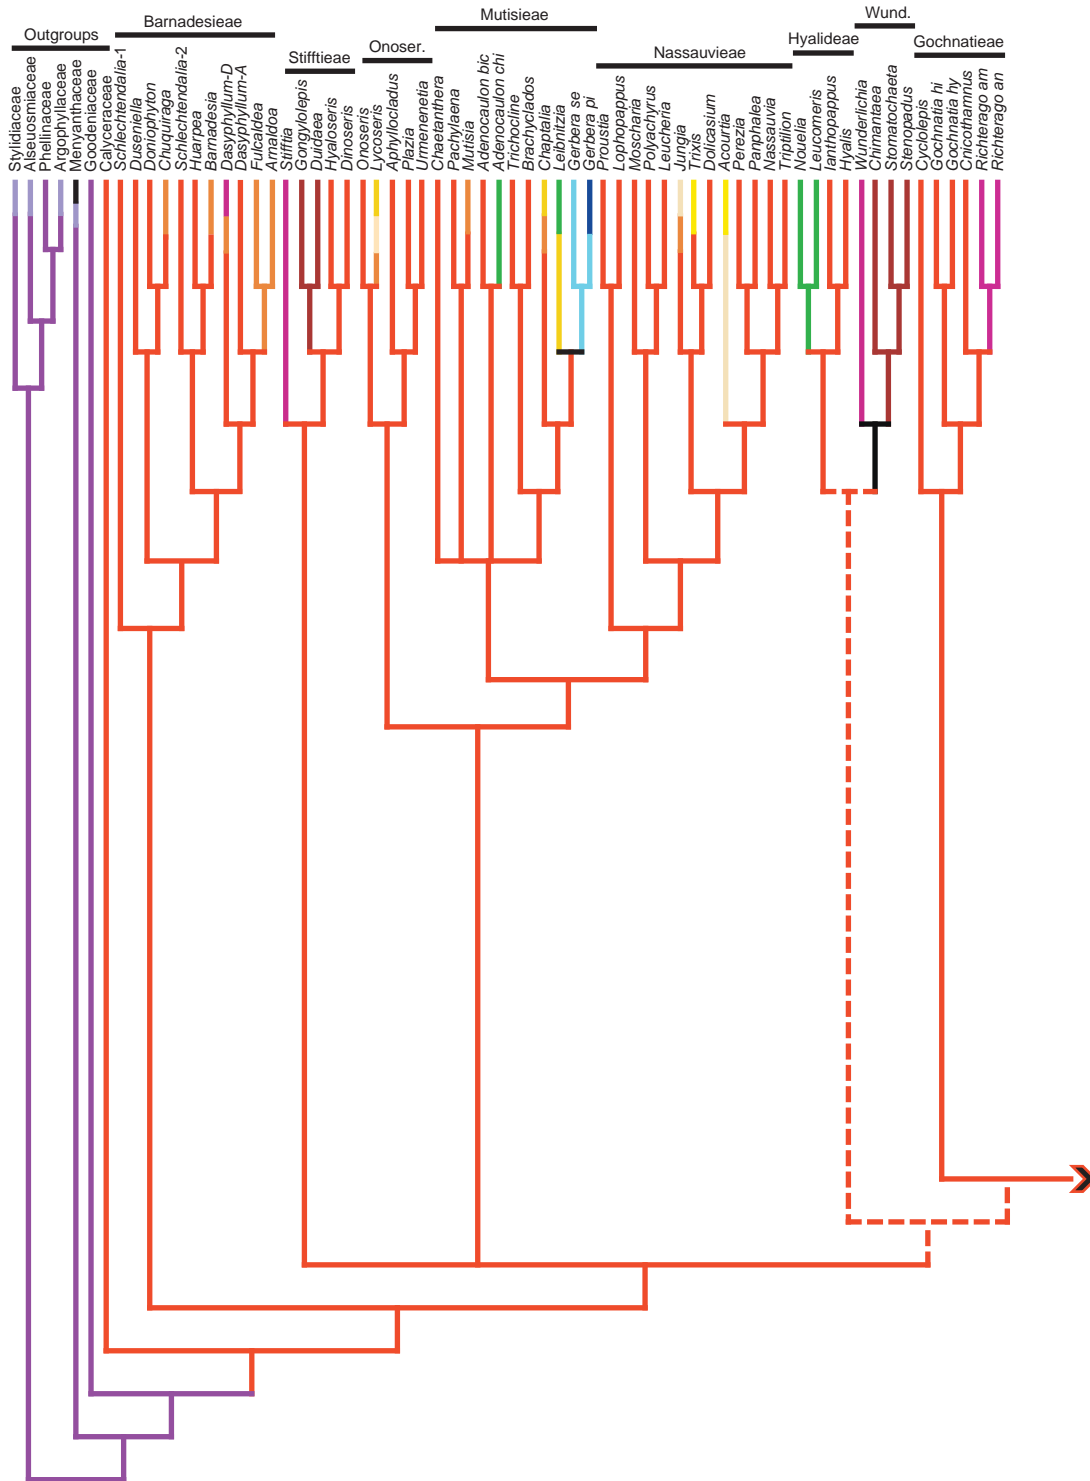 Outgroups
Barnadesieae
Stifftieae
Onoser.
Mutisieae
Nassauvieae
Hyalideae
Wund.
Gochnatieae
Stylidiaceae
Alseuosmiaceae
Phellinaceae
Argophyllaceae
Menyanthaceae
Goodeniaceae
Calyceraceae
Schlechtendalia-1
Duseniella
Doniophyton
Chuquiraga
Schlechtendalia-2
Huarpea
Barnadesia
Dasyphyllum-D
Dasyphyllum-A
Fulcaldea
Arnaldoa
Stifftia
Gongylolepis
Duidaea
Hyaloseris
Dinoseris
Onoseris
Lycoseris
Aphyllocladus
Plazia
Urmenenetia
Chaetanthera
Pachylaena
Mutisia
Adenocaulon bic
Adenocaulon chi
Trichocline
Brachyclados
Chaptalia
Leibnitzia
Gerbera se
Gerbera pi
Proustia
Lophopappus
Moscharia
Polyachyrus
Leucheria
Jungia
Trixis
Dolicasium
Acourtia
Perezia
Panphalea
Nassauvia
Triptilion
Nouelia
Leucomeris
Ianthopappus
Hyalis
Wunderlichia
Chimantaea
Stomatochaeta
Stenopadus
Cyclolepis
Gochnatia hi
Gochnatia hy
Cnicothamnus
Richterago am
Richterago an